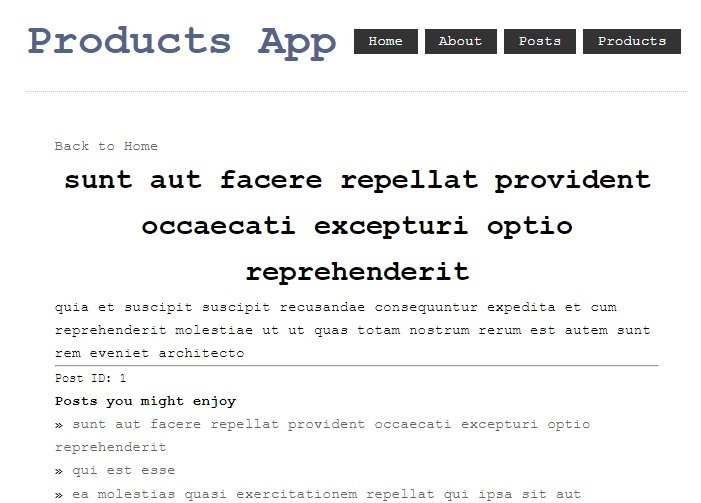 Products App
Home About Posts Products
Back to Home
sunt aut facere repellat provident
occaecati excepturi optio
reprehenderit
quia et suscipit suscipit recusandae consequuntur expedita et cum
reprehenderit molestiae ut ut quas totam nostrum rerum est autem sunt
rem eveniet architecto
Post ID: 1
Posts you might enjoy
» sunt aut facere repellat provident occaecati excepturi optio
reprehenderit
» qui est esse
» ea molestias quasi exercitationem repellat qui ipsa sit aut